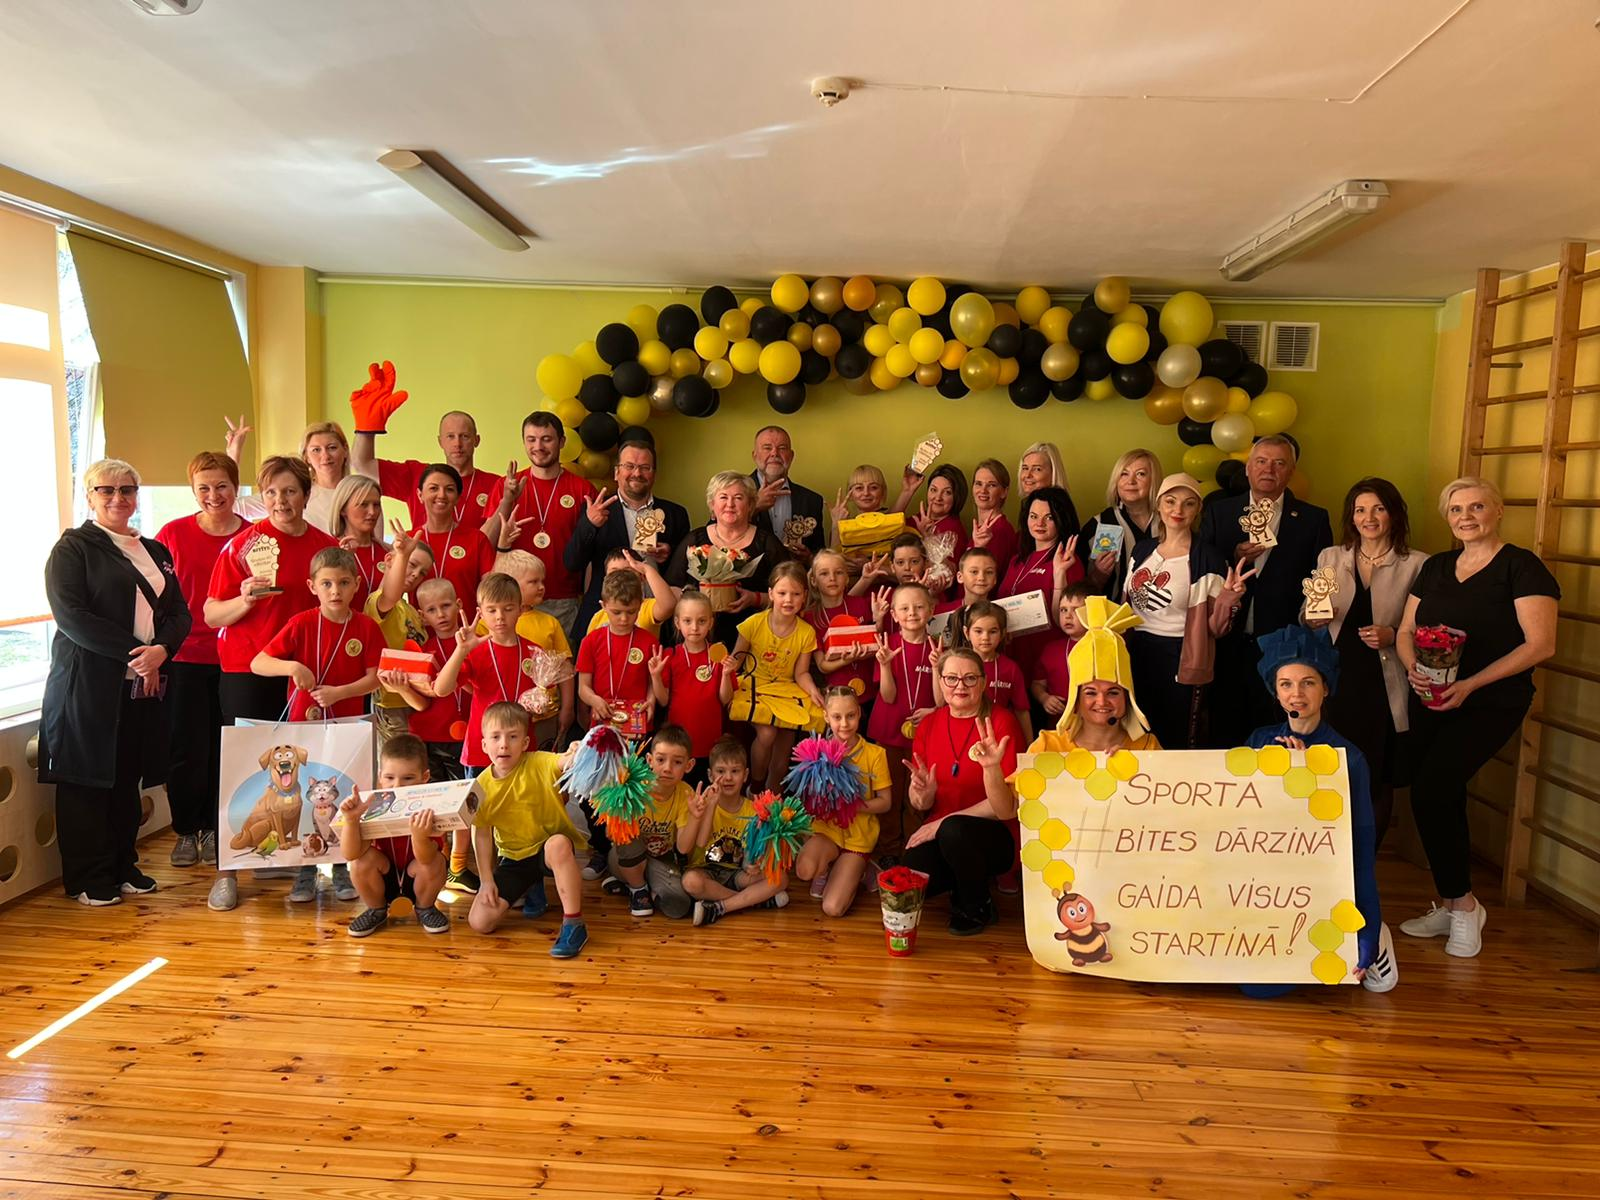 SPORTA
# BITES DĀRZIŅĀ
GAIDA VISUS
STARTIŅĀ!